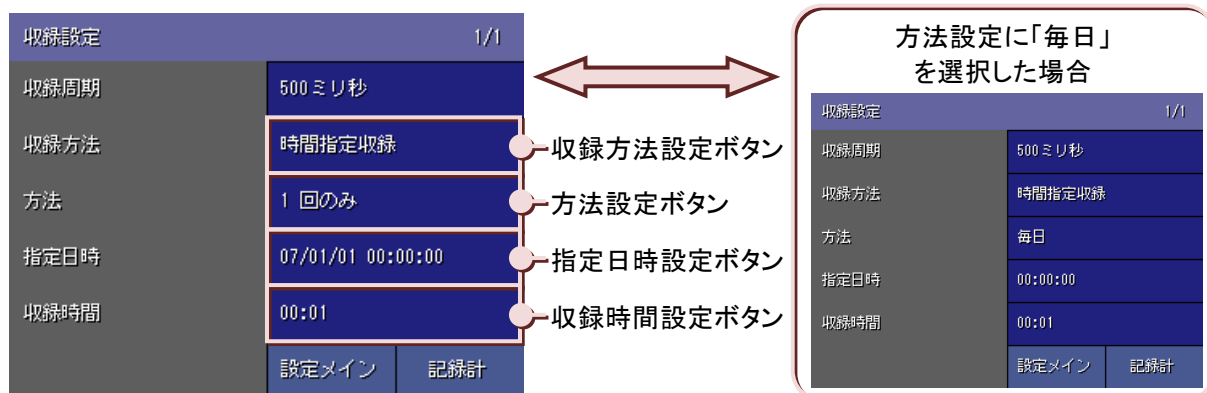 収録設定 1/1
収録周期 500ミリ秒
収録方法 時間指定収録
方法 1 回のみ
指定日時 07/01/01 00:00:00
収録時間 00:01
設定メイン 記録計
収録方法設定ボタン
方法設定ボタン
指定日時設定ボタン
収録時間設定ボタン
方法設定に「毎日」
を選択した場合
収録設定 1/1
収録周期 500ミリ秒
収録方法 時間指定収録
方法 毎日
指定日時 00:00:00
収録時間 00:01
設定メイン 記録計